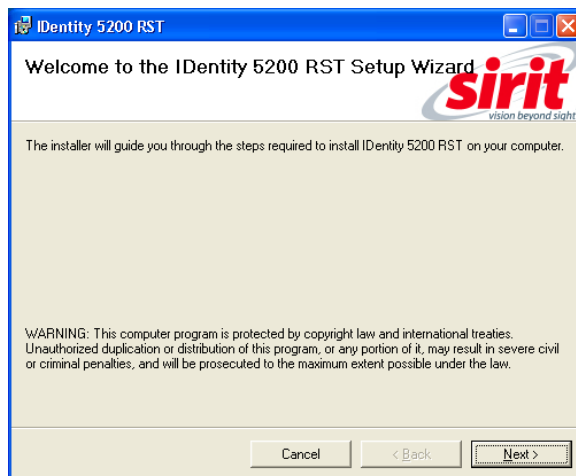 IDentity 5200 RST
Welcome to the IDentity 5200 RST Setup Wizard
sirit
vision beyond sight
The installer will guide you through the steps required to install IDentity 5200 RST on your computer.
WARNING: This computer program is protected by copyright law and international treaties.
Unauthorized duplication or distribution of this program, or any portion of it, may result in severe civil
or criminal penalties, and will be prosecuted to the maximum extent possible under the law.
Cancel
< Back
Next >